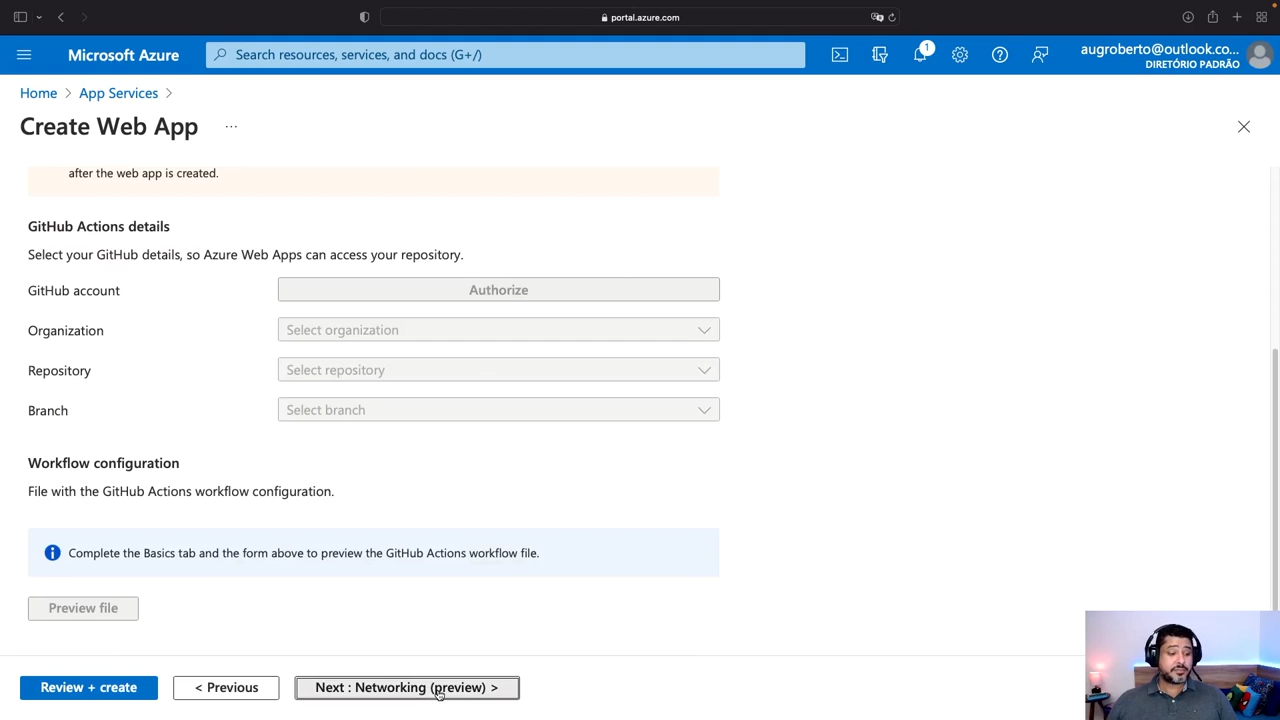 portal.azure.com
Microsoft Azure
Search resources, services, and docs (G+/)
1
augroberto@outlook.co...
DIRETÓRIO PADRÃO
Home > App Services >
Create Web App ...
after the web app is created.
GitHub Actions details
Select your GitHub details, so Azure Web Apps can access your repository.
GitHub account
Authorize
Organization
Select organization
Repository
Select repository
Branch
Select branch
Workflow configuration
File with the GitHub Actions workflow configuration.
Complete the Basics tab and the form above to preview the GitHub Actions workflow file.
Preview file
Review + create
< Previous
Next : Networking (preview) >